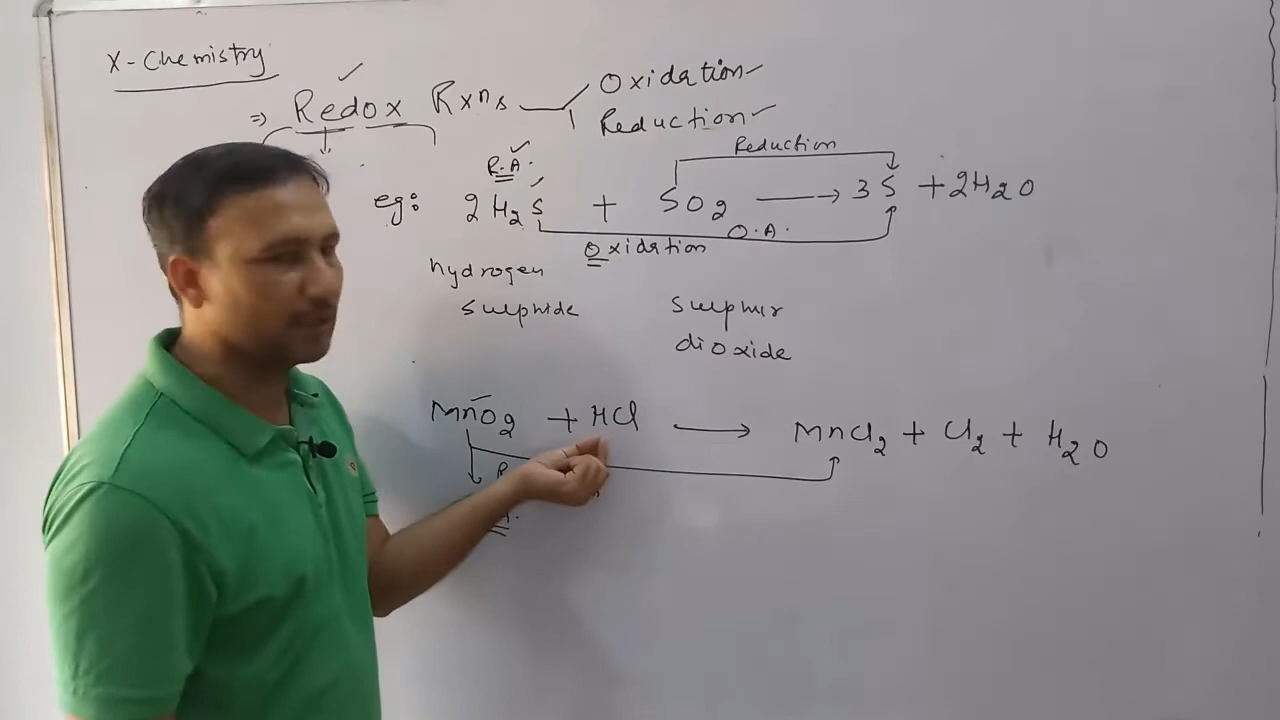 X-Chemistry
⇒ Redox Rxns Oxidation
Reduction
Reduction
R.A.
eg: 2H₂S + SO₂ → 3S + 2H₂O
O.A.
Oxidation
hydrogen
sulphide
sulphur
dioxide
MnO₂ + HCl → MnCl₂ + Cl₂ + H₂O